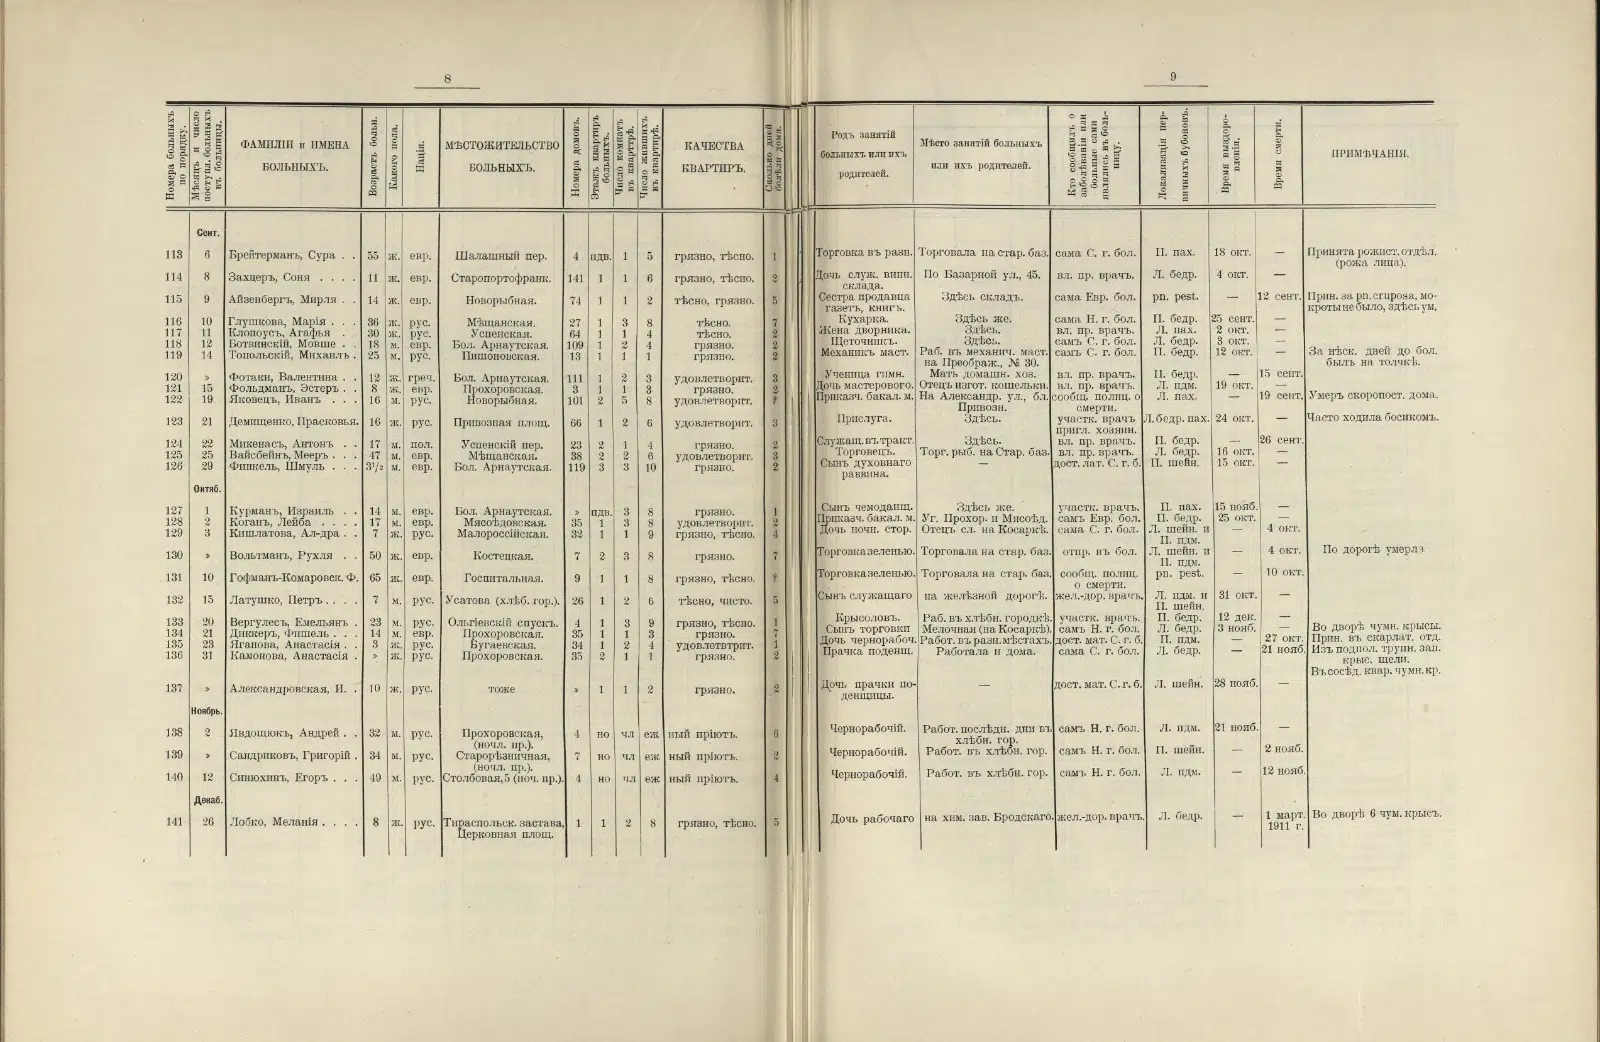 8
Номера больныхъ по порядку.
Мѣсяцъ и число поступл. больныхъ въ больницы.
ФАМИЛІИ и ИМЕНА БОЛЬНЫХЪ.
Возрастъ больн.
Какого пола.
Нація.
МѢСТОЖИТЕЛЬСТВО БОЛЬНЫХЪ.
Номера домовъ.
Этажъ квартиръ больныхъ.
Число комнатъ въ квартирѣ.
Число жившихъ въ квартирѣ.
КАЧЕСТВА КВАРТИРЪ.
Сколько дней болѣли дома.
Сент.
113 6 Брейтерманъ, Сура . . 55 ж. евр. Шалашный пер. 4 пдв. 1 5 грязно, тѣсно. 1
114 8 Захцеръ, Соня . . . . 11 ж. евр. Старопортофранк. 141 1 1 6 грязно, тѣсно. 2
115 9 Айзенбергъ, Мирля . . 14 ж. евр. Новорыбная. 74 1 1 2 тѣсно, грязно. 5
116 10 Глушкова, Марія . . . 36 ж. рус. Мѣщанская. 27 1 3 8 тѣсно. 7
117 11 Клопоусъ, Агафья . . 30 ж. рус. Успенская. 64 1 1 4 тѣсно. 2
118 12 Ботвинскій, Мовше . . 18 м. евр. Бол. Арнаутская. 109 1 2 4 грязно. 2
119 14 Топольскій, Михаилъ . 25 м. рус. Пишоновская. 13 1 1 1 грязно. 2
120 » Фотаки, Валентина . . 12 ж. греч. Бол. Арнаутская. 111 1 2 3 удовлетворит. 3
121 15 Фольдманъ, Эстеръ . . 8 ж. евр. Прохоровская. 3 1 1 3 грязно. 2
122 19 Яковецъ, Иванъ . . . 16 м. рус. Новорыбная. 101 2 5 8 удовлетворит. ?
123 21 Демищенко, Прасковья. 16 ж. рус. Привозная площ. 66 1 2 6 удовлетворит. 3
124 22 Микенасъ, Антонъ . . 17 м. пол. Успенскій пер. 23 2 1 4 грязно. 2
125 25 Вайсбейнъ, Мееръ . . . 47 м. евр. Мѣщанская. 38 2 2 6 удовлетворит. 3
126 29 Финкель, Шмуль . . . 3½ м. евр. Бол. Арнаутская. 119 3 3 10 грязно. 2
Октяб.
127 1 Курманъ, Израиль . . 14 м. евр. Бол. Арнаутская. » пдв. 3 8 грязно. 1
128 2 Коганъ, Лейба . . . . 17 м. евр. Мясоѣдовская. 35 1 3 8 удовлетворит. 2
129 3 Кишлатова, Ал-дра . . 7 ж. рус. Малороссійская. 32 1 1 9 грязно, тѣсно. 4
130 » Вольтманъ, Рухля . . 50 ж. евр. Костецкая. 7 2 3 8 грязно. 7
131 10 Гофманъ-Комаровск. Ф. 65 ж. евр. Госпитальная. 9 1 1 8 грязно, тѣсно. ?
132 15 Латушко, Петръ . . . . 7 м. рус. Усатова (хлѣб. гор.). 26 1 2 6 тѣсно, чисто. 5
133 20 Вергулесъ, Емельянъ . 23 м. рус. Ольгіевскій спускъ. 4 1 3 9 грязно, тѣсно. 1
134 21 Диккеръ, Фишель . . . 14 м. евр. Прохоровская. 35 1 1 3 грязно. 7
135 23 Яганова, Анастасія . . 3 ж. рус. Бугаевская. 34 1 2 4 удовлетвтрит. 1
136 31 Камонова, Анастасія . » ж. рус. Прохоровская. 35 2 1 1 грязно. 2
137 » Александровская, И. . 10 ж. рус. тоже » 1 1 2 грязно. 2
Ноябрь.
138 2 Явдощюкъ, Андрей . . 32 м. рус. Прохоровская, 4 но чл еж ный пріютъ. 6
(ночл. пр.).
139 » Сандриковъ, Григорій . 34 м. рус. Старорѣзничная, 7 но чл еж ный пріютъ. 2
(ночл. пр.).
140 12 Синюхинъ, Егоръ . . . 49 м. рус. Столбовая,5 (ноч. пр.). 4 но чл еж ный пріютъ. 4
Декаб.
141 26 Лобко, Меланія . . . . 8 ж. рус. Тираспольск. застава, 1 1 2 8 грязно, тѣсно. 5
Церковная площ.
9
Родъ занятій больныхъ или ихъ родителей.
Мѣсто занятій больныхъ или ихъ родителей.
Кто сообщилъ о заболѣваніи или больные сами являлись въ больницу.
Локализація первичныхъ бубоновъ.
Время выздоровленія.
Время смерти.
ПРИМѢЧАНІЯ.
Торговка въ разн. Торговала на стар. баз. сама С. г. бол. П. пах. 18 окт. — Принята рожист. отдѣл.
(рожа лица).
Дочь служ. винн. По Базарной ул., 45. вл. пр. врачъ. Л. бедр. 4 окт. —
склада.
Сестра продавца Здѣсь складъ. сама Евр. бол. pn. pest. — 12 сент. Прин. за pn. cruposa, мо-
газетъ, книгъ. кроты не было, здѣсь ум.
Кухарка. Здѣсь же. сама Н. г. бол. П. бедр. 25 сент. —
Жена дворника. Здѣсь. вл. пр. врачъ. Л. пах. 2 окт. —
Щеточникъ. Здѣсь. самъ С. г. бол. Л. бедр. 3 окт. —
Механикъ маст. Раб. въ механич. маст. самъ С. г. бол. П. бедр. 12 окт. — За нѣск. дней до бол.
на Преображ., № 30. былъ на толчкѣ.
Ученица гимн. Мать домашн. хоз. вл. пр. врачъ. П. бедр. — 15 сент.
Дочь мастерового. Отецъ изгот. кошельки. вл. пр. врачъ. Л. пдм. 19 окт. —
Приказч. бакал. м. На Александр. ул., бл. сообщ. полиц. о Л. пах. — 19 сент. Умеръ скоропост. дома.
Привозн. смерти.
Прислуга. Здѣсь. участк. врачъ Л. бедр. пах. 24 окт. — Часто ходила босикомъ.
пригл. хозяин.
Служащ. въ тракт. Здѣсь. вл. пр. врачъ. П. бедр. — 26 сент.
Торговецъ. Торг. рыб. на Стар. баз. вл. пр. врачъ. Л. бедр. 16 окт. —
Сынъ духовнаго — дост. лат. С. г. б. П. шейн. 15 окт. —
раввина.
Сынъ чемоданщ. Здѣсь же. участк. врачъ. П. пах. 15 нояб. —
Приказч. бакал. м. Уг. Прохор. и Мясоѣд. самъ Евр. бол. П. бедр. 25 окт. —
Дочь ночн. стор. Отецъ сл. на Косаркѣ. сама С. г. бол. Л. шейн. и — 4 окт.
П. пдм.
Торговка зеленью. Торговала на стар. баз. отпр. въ бол. Л. шейн. и — 4 окт. По дорогѣ умерла
П. пдм.
Торговка зеленью. Торговала на стар. баз. сообщ. полиц. pn. pest. — 10 окт.
о смерти.
Сынъ служащаго на желѣзной дорогѣ. жел.-дор. врачъ. Л. пдм. и 31 окт. —
П. шейн.
Крысоловъ. Раб. въ хлѣбн. городкѣ. участк. врачъ. П. бедр. 12 дек. —
Сынъ торговки Мелочная (на Косаркѣ). самъ Н. г. бол. Л. бедр. 3 нояб. — Во дворѣ чумн. крысы.
Дочь чернорабоч. Работ. въ разн. мѣстахъ. дост. мат. С. г. б. П. пдм. — 27 окт. Прин. въ скарлат. отд.
Прачка поденщ. Работала и дома. сама С. г. бол. Л. бедр. — 21 нояб. Изъ подпол. трупн. зап.
крыс. щели.
Въ сосѣд. квар. чумн. кр.
Дочь прачки по- — дост. мат. С. г. б. Л. шейн. 28 нояб. —
денщицы.
Чернорабочій. Работ. послѣдн. дни въ самъ Н. г. бол. Л. пдм. 21 нояб. —
хлѣбн. гор.
Чернорабочій. Работ. въ хлѣбн. гор. самъ Н. г. бол. П. шейн. — 2 нояб.
Чернорабочій. Работ. въ хлѣбн. гор. самъ Н. г. бол. Л. пдм. — 12 нояб.
Дочь рабочаго на хим. зав. Бродскаго. жел.-дор. врачъ. Л. бедр. — 1 март. Во дворѣ 6 чум. крысъ.
1911 г.